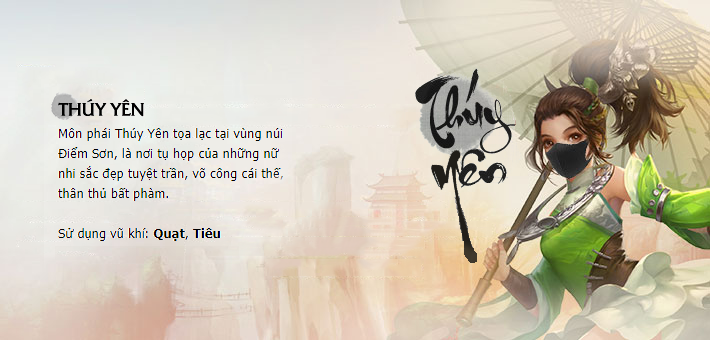 THÚY YÊN
Môn phái Thúy Yên tọa lạc tại vùng núi
Điểm Sơn, là nơi tụ họp của những nữ
nhi sắc đẹp tuyệt trần, võ công cái thế,
thân thủ bất phàm.
Sử dụng vũ khí: Quạt, Tiêu
Thúy
Yên